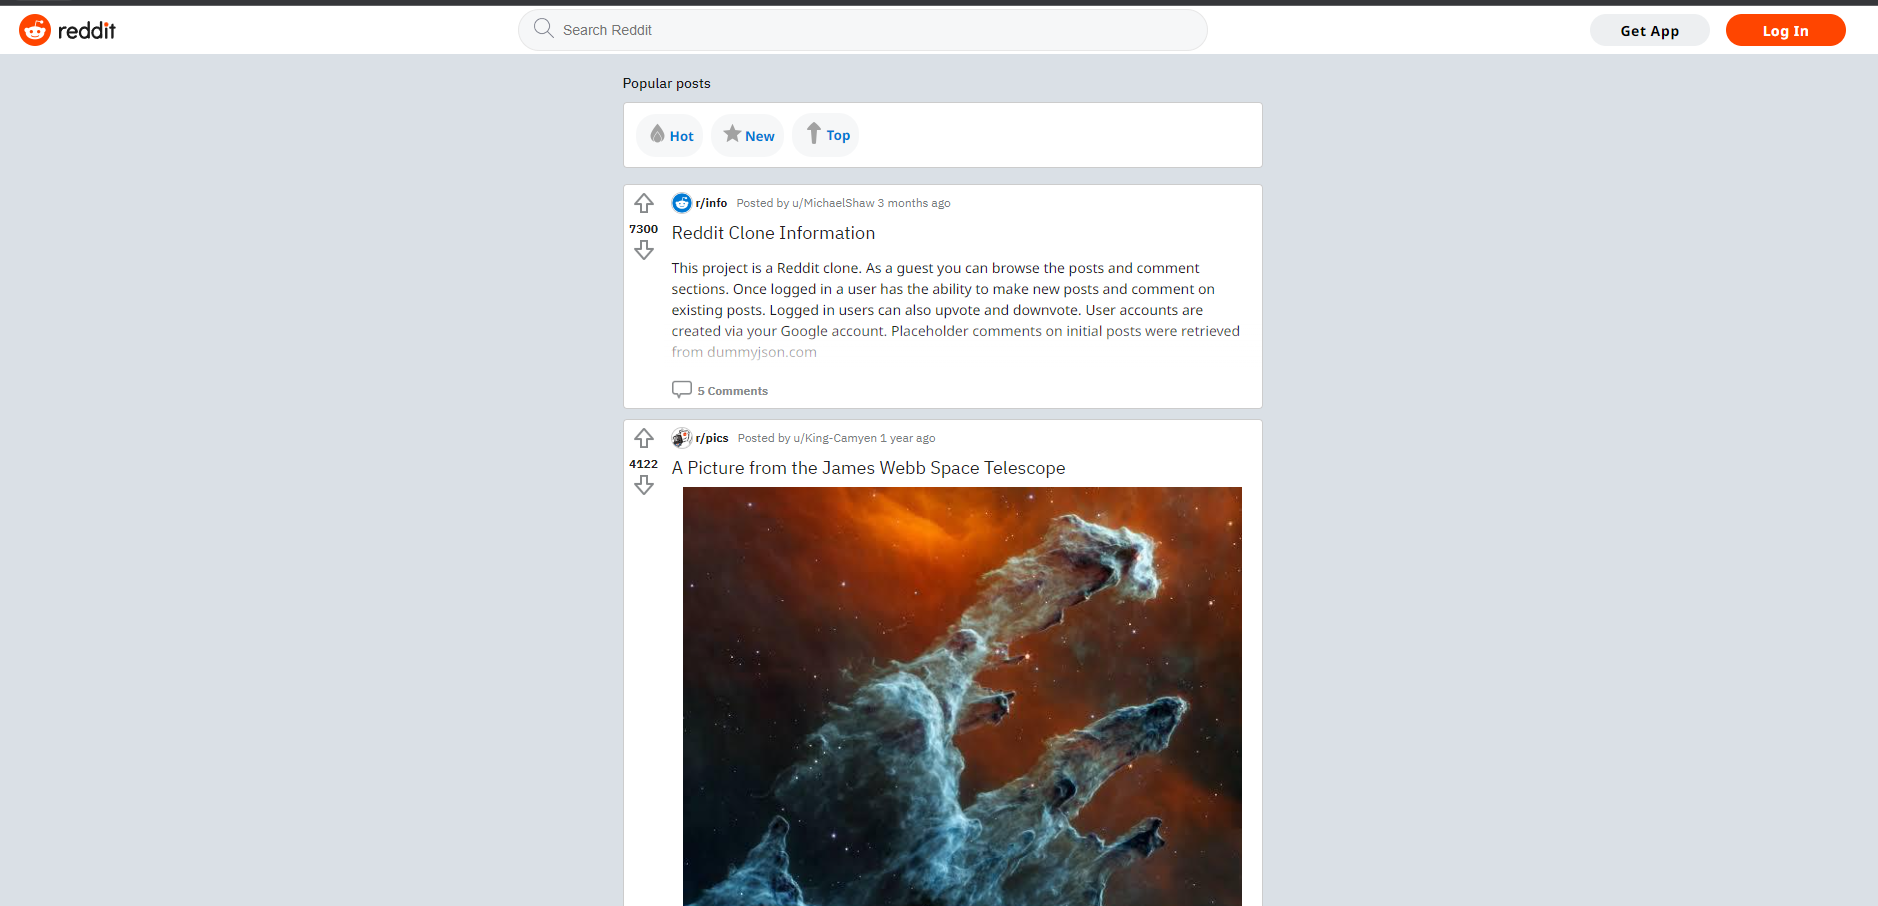 reddit
Search Reddit
Get App
Log In
Popular posts
Hot
New
Top
r/info Posted by u/MichaelShaw 3 months ago
7300
Reddit Clone Information
This project is a Reddit clone. As a guest you can browse the posts and comment
sections. Once logged in a user has the ability to make new posts and comment on
existing posts. Logged in users can also upvote and downvote. User accounts are
created via your Google account. Placeholder comments on initial posts were retrieved
from dummyjson.com
5 Comments
r/pics Posted by u/King-Camyen 1 year ago
4122
A Picture from the James Webb Space Telescope